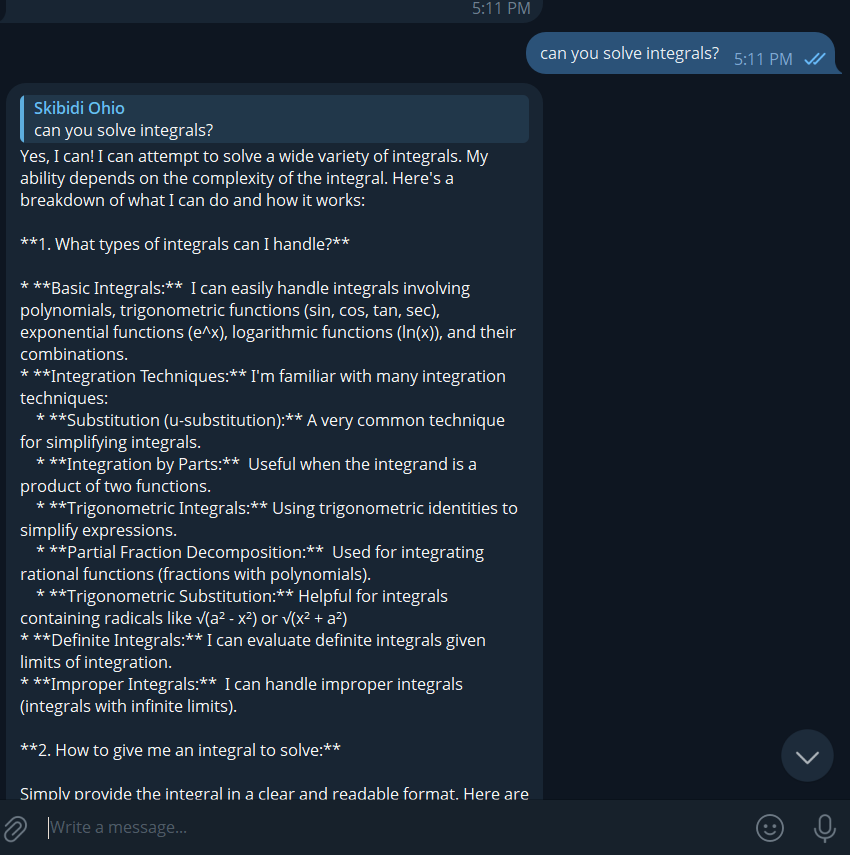 5:11 PM
can you solve integrals? 5:11 PM
Skibidi Ohio
can you solve integrals?
Yes, I can! I can attempt to solve a wide variety of integrals. My
ability depends on the complexity of the integral. Here's a
breakdown of what I can do and how it works:
**1. What types of integrals can I handle?**
* **Basic Integrals:**  I can easily handle integrals involving
polynomials, trigonometric functions (sin, cos, tan, sec),
exponential functions (e^x), logarithmic functions (ln(x)), and their
combinations.
* **Integration Techniques:** I'm familiar with many integration
techniques:
    * **Substitution (u-substitution):** A very common technique
for simplifying integrals.
    * **Integration by Parts:**  Useful when the integrand is a
product of two functions.
    * **Trigonometric Integrals:** Using trigonometric identities to
simplify expressions.
    * **Partial Fraction Decomposition:**  Used for integrating
rational functions (fractions with polynomials).
    * **Trigonometric Substitution:** Helpful for integrals
containing radicals like √(a² - x²) or √(x² + a²)
* **Definite Integrals:** I can evaluate definite integrals given
limits of integration.
* **Improper Integrals:**  I can handle improper integrals
(integrals with infinite limits).
**2. How to give me an integral to solve:**
Simply provide the integral in a clear and readable format. Here are
Write a message...